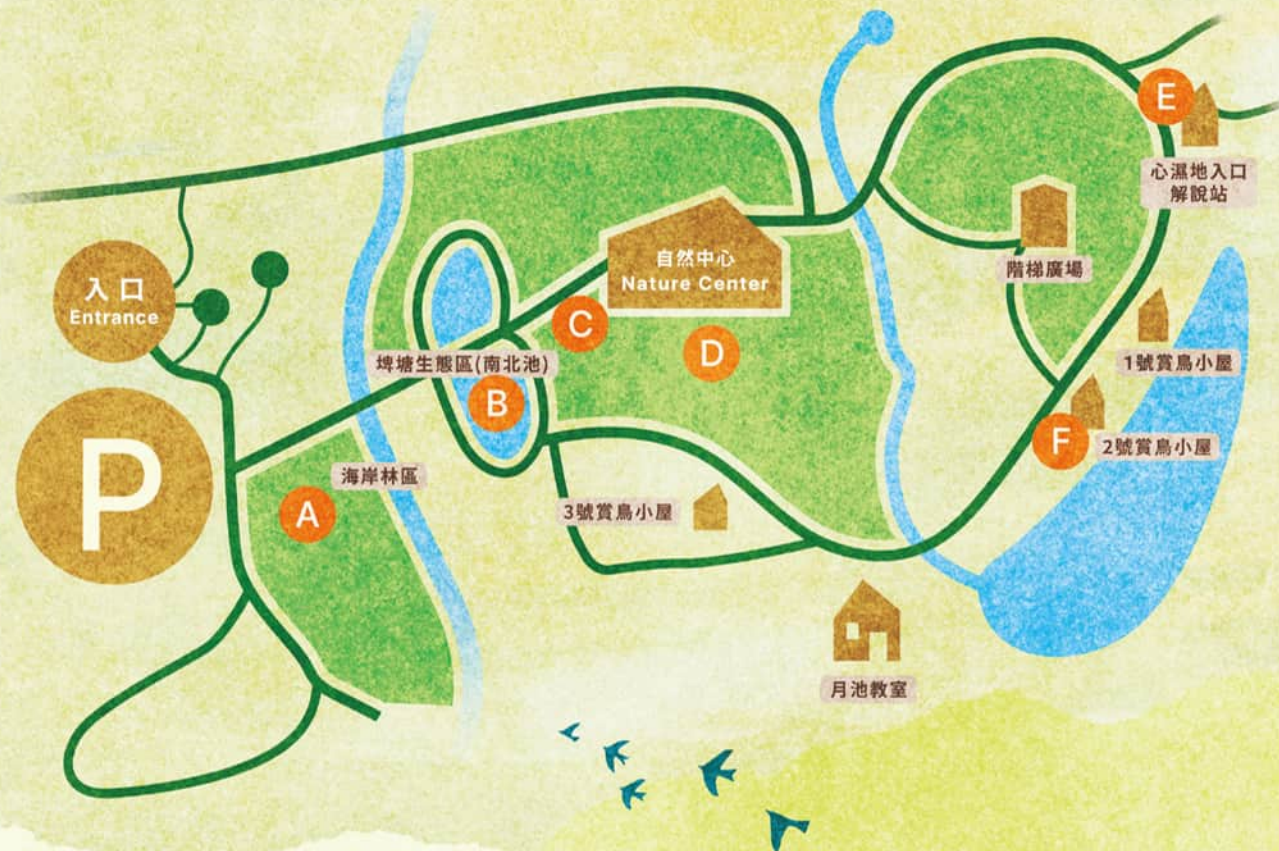 E
心濕地入口
解說站
自然中心
Nature Center
階梯廣場
入口
Entrance
C
D
1號賞鳥小屋
埤塘生態區(南北池)
B
F
2號賞鳥小屋
P
海岸林區
A
3號賞鳥小屋
月池教室